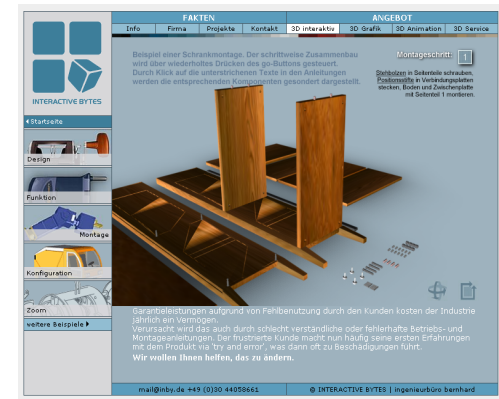 FAKTEN
ANGEBOT
Info
Firma
Projekte
Kontakt
3D interaktiv
3D Grafik
3D Animation
3D Service
Beispiel einer Schrankmontage. Der schrittweise Zusammenbau
wird über wiederholtes Drücken des go-Buttons gesteuert.
Durch Klick auf die unterstrichenen Texte in den Anleitungen
werden die entsprechenden Komponenten gesondert dargestellt.
Montageschritt: 1
Stehbolzen in Seitenteile schrauben,
Positionsstifte in Verbindungsplatten
stecken, Boden und Zwischenplatte
mit Seitenteil 1 montieren.
INTERACTIVE BYTES
Startseite
Design
Funktion
Montage
Konfiguration
Zoom
weitere Beispiele
Garantieleistungen aufgrund von Fehlbenutzung durch den Kunden kosten der Industrie
jährlich ein Vermögen.
Verursacht wird das auch durch schlecht verständliche oder fehlerhafte Betriebs- und
Montageanleitungen. Der frustrierte Kunde macht nun häufig seine ersten Erfahrungen
mit dem Produkt via 'try and error', was dann oft zu Beschädigungen führt.
Wir wollen Ihnen helfen, das zu ändern.
mail@inby.de +49 (0)30 44058661
© INTERACTIVE BYTES | ingenieurbüro bernhard